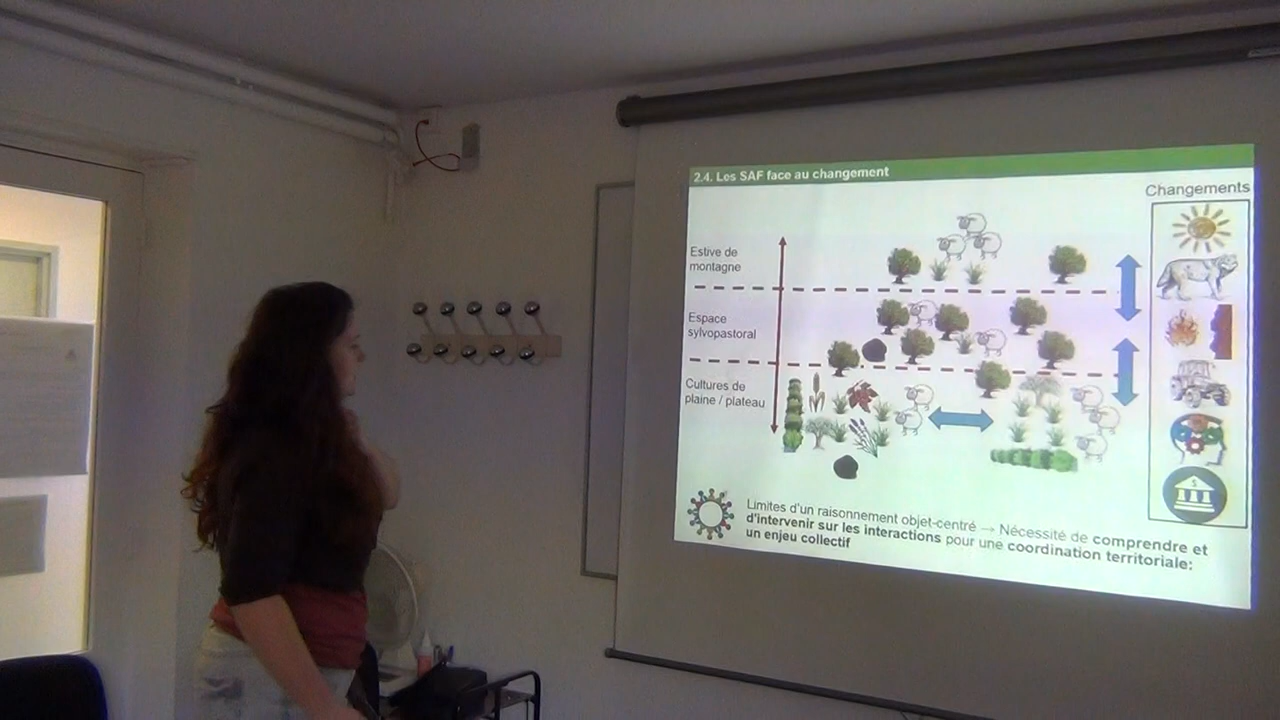 2.4. Les SAF face au changement
Changements
Estive de
montagne
Espace
sylvopastoral
Cultures de
plaine / plateau
Limites d'un raisonnement objet-centré → Nécessité de comprendre et
d'intervenir sur les interactions pour une coordination territoriale:
un enjeu collectif
$